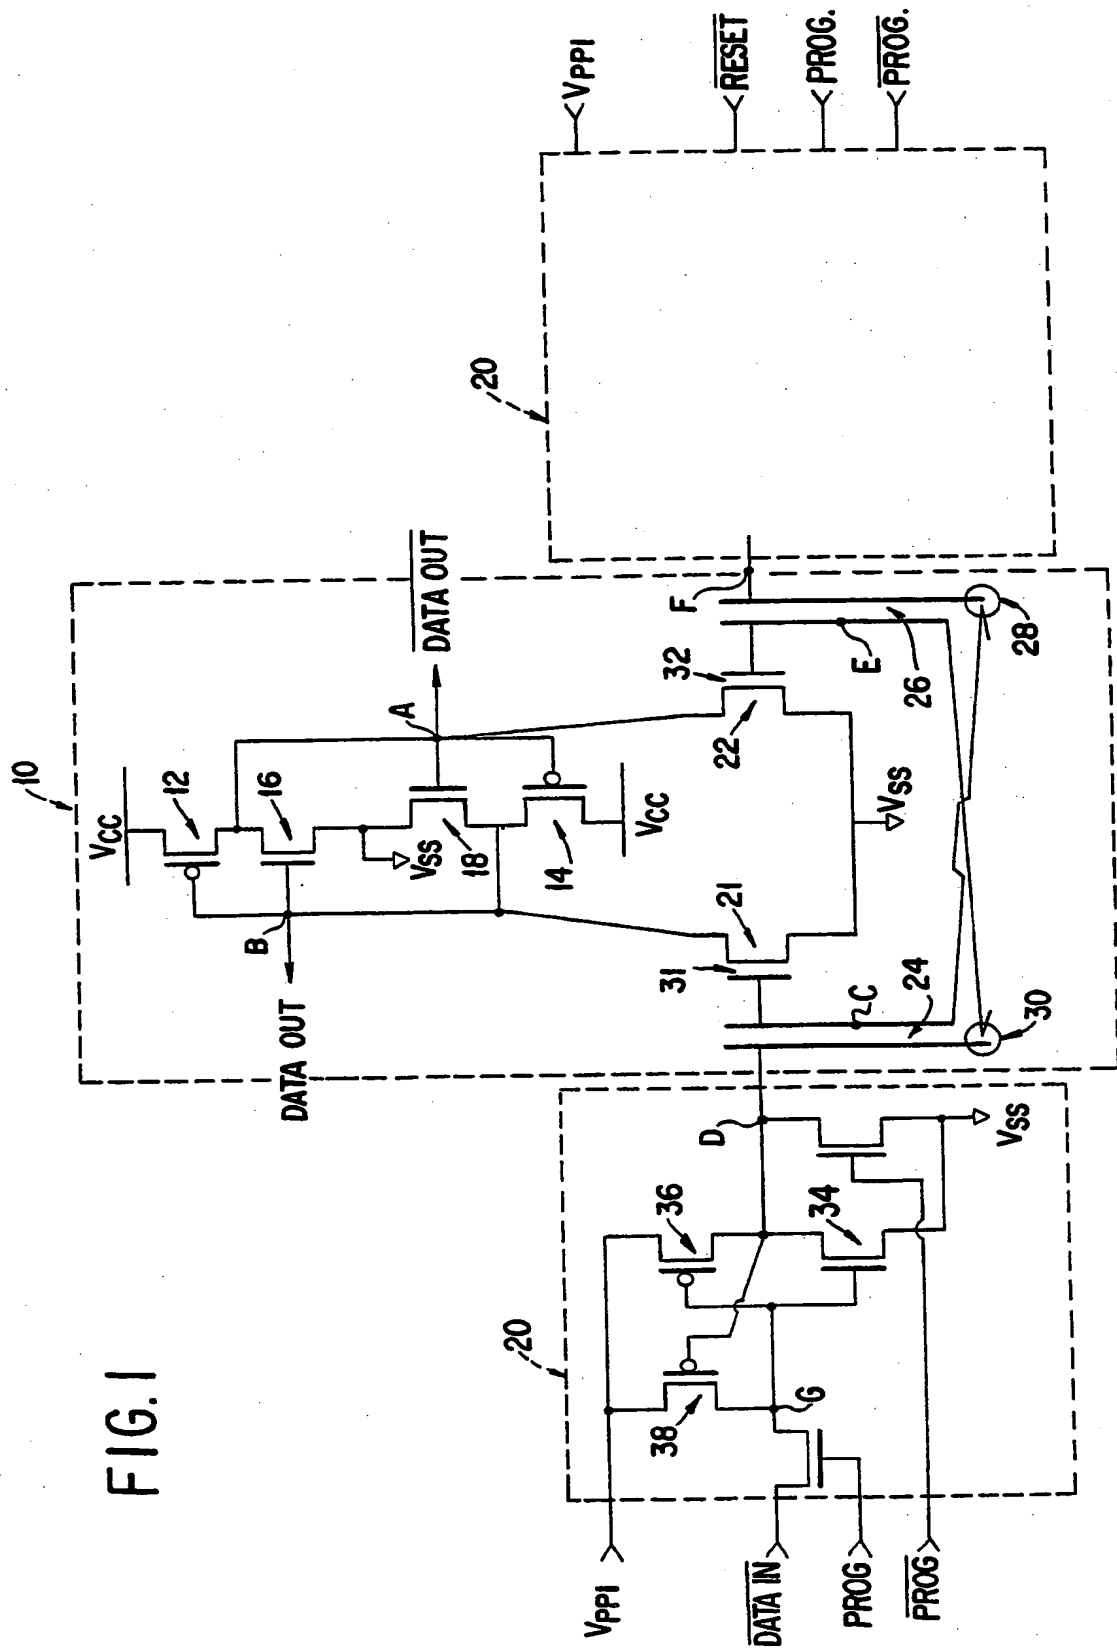 FIG.1
10
VCC
12
16
B
DATA OUT
VSS
A
DATA OUT
18
14
VCC
20
VPPI
RESET
PROG.
PROG.
20
VPPI
38
36
G
DATA IN
PROG
PROG
34
D
VSS
31
21
C
24
30
VSS
22
32
F
E
26
28